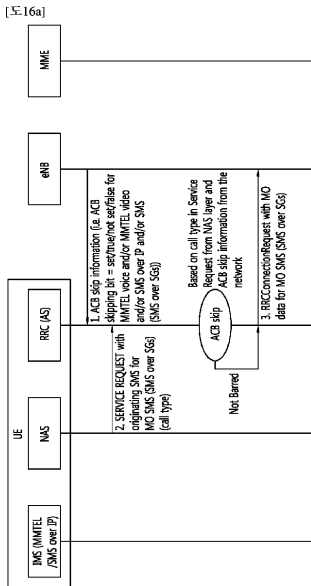 [도16a]
MME
eNB
UE
RRC (AS)
NAS
IMS (MMTEL
/SMS over IP)
1. ACB skip information (i.e. ACB
skipping bit = set/true/not set/false for
MMTEL voice and/or MMTEL video
and/or SMS over IP and/or SMS
(SMS over SGs))
2. SERVICE REQUEST with
originating SMS for
MO SMS (SMS over SGs)
(call type)
Based on call type in Service
Request from NAS layer and
ACB skip information from the
network
ACB skip
Not Barred
3. RRCConnectionRequest with MO
data for MO SMS (SMS over SGs)